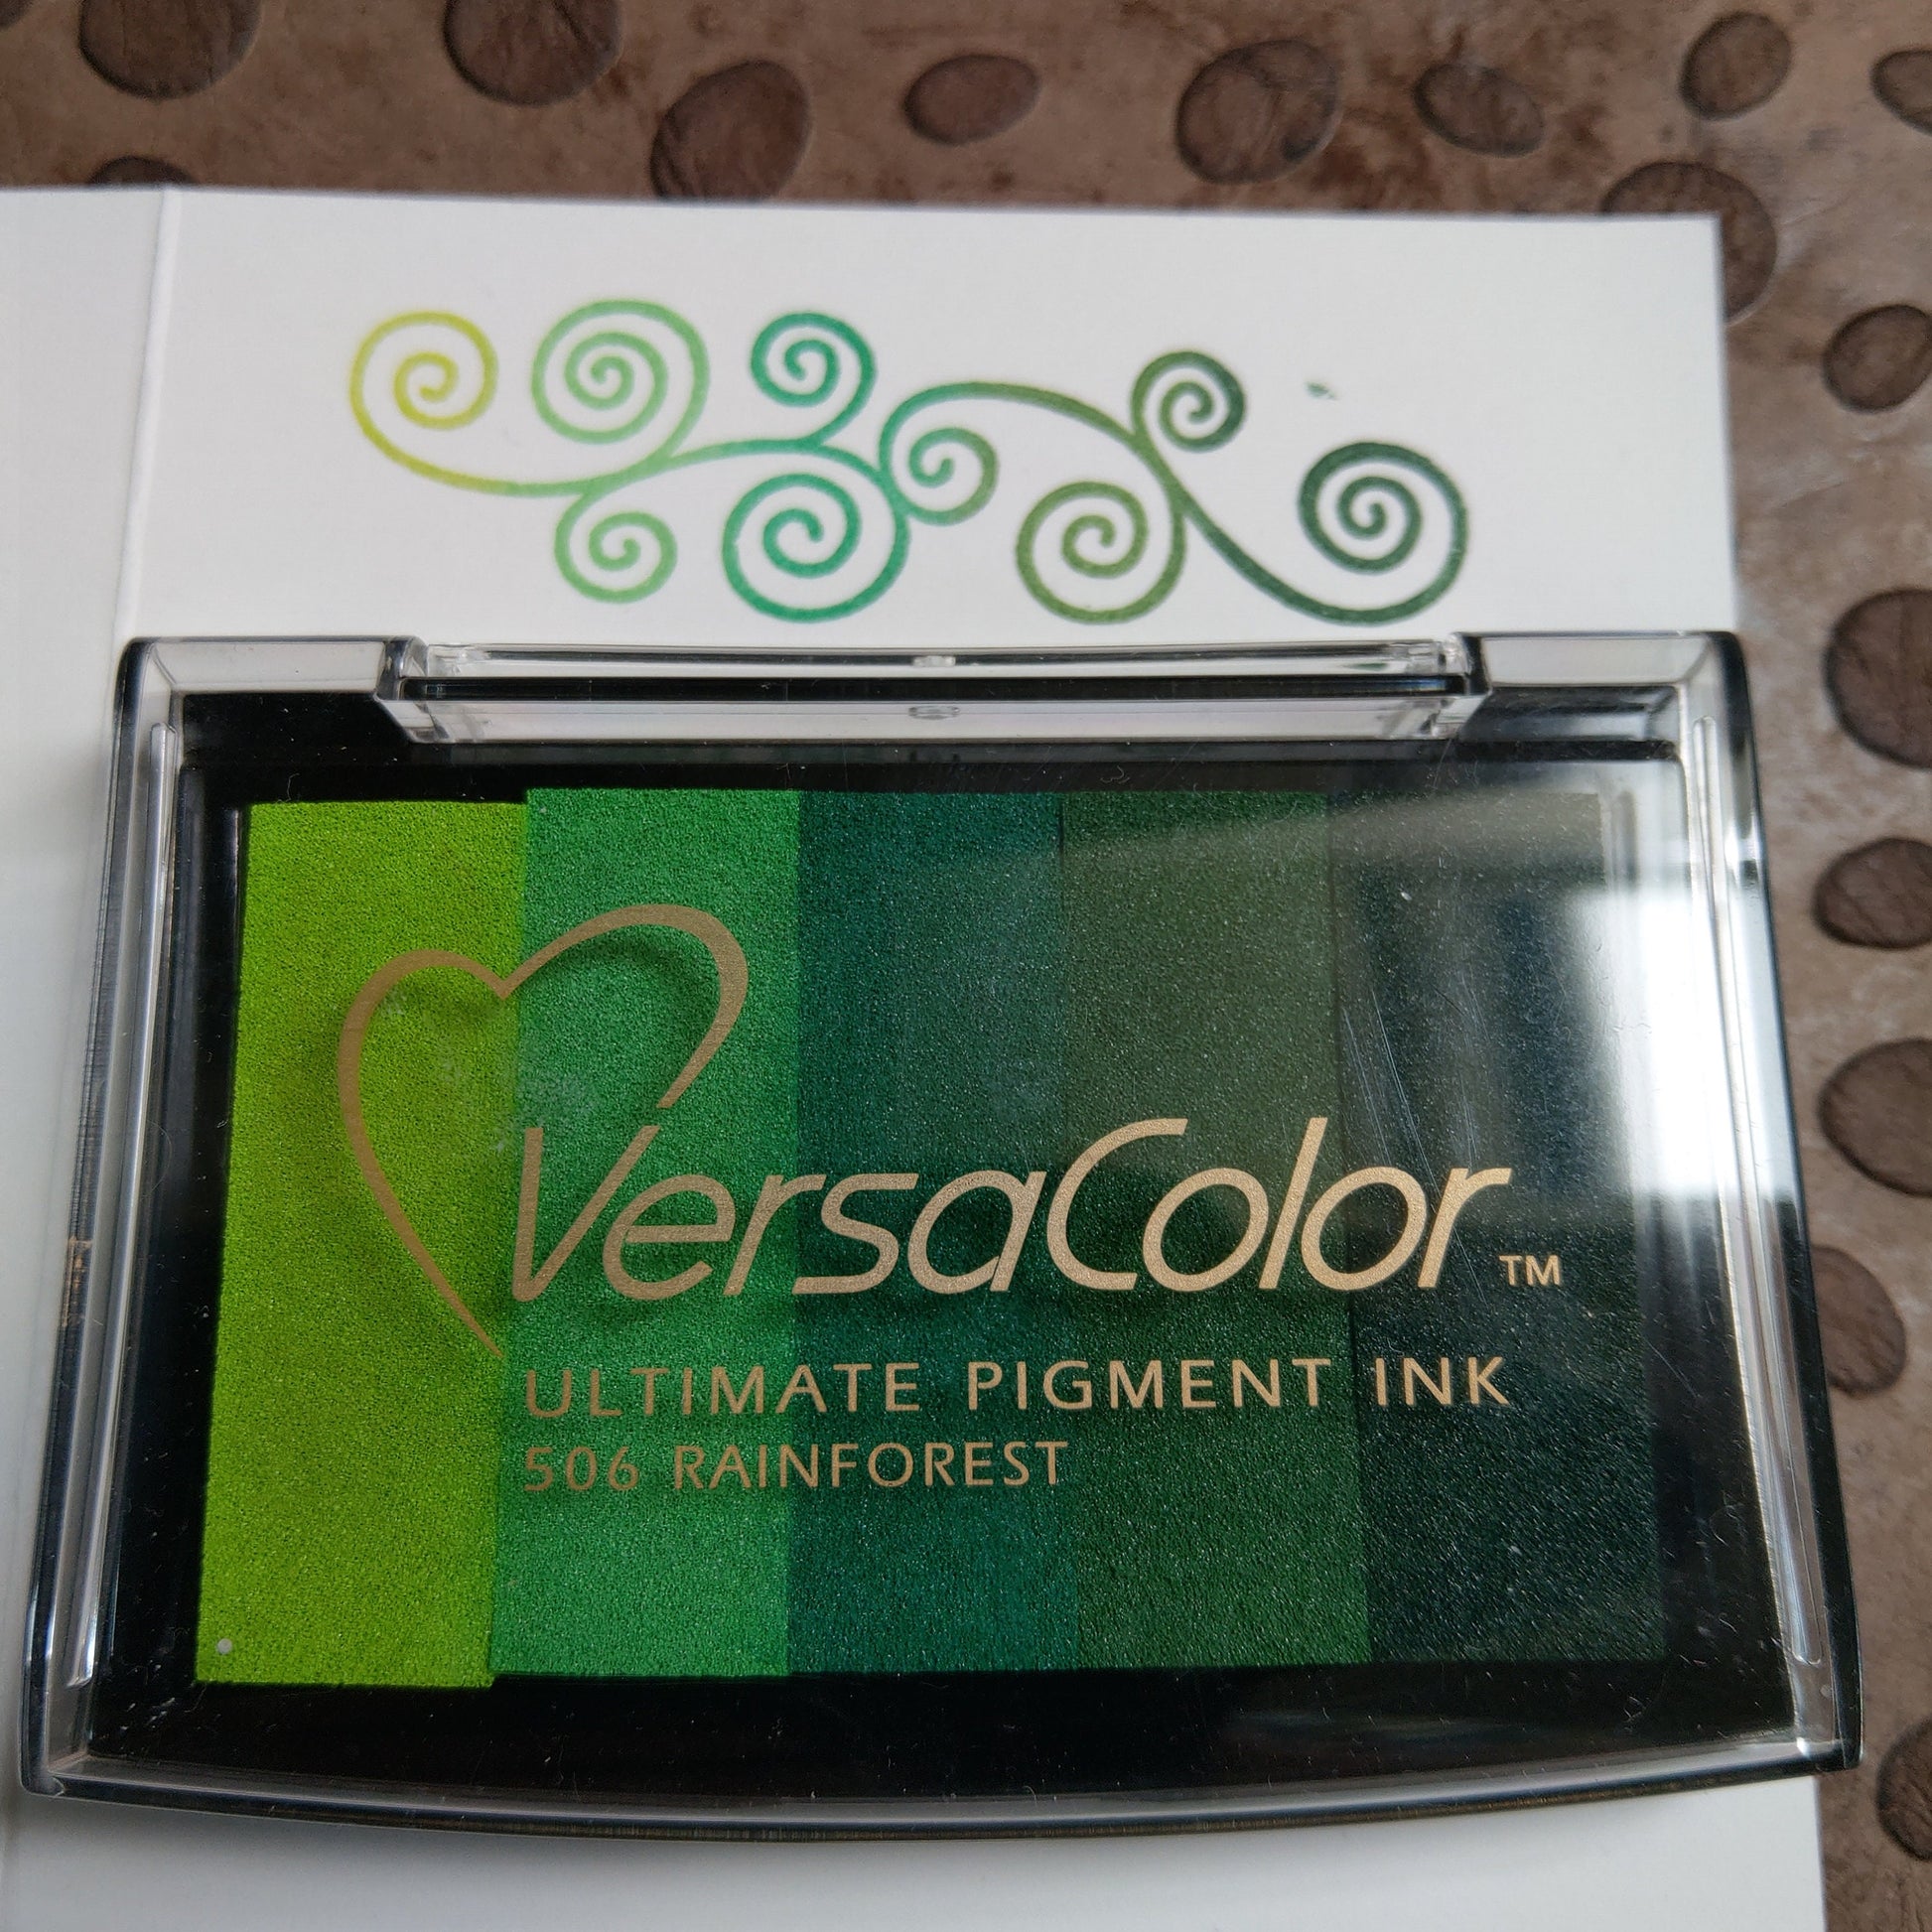 VersaColor™
ULTIMATE PIGMENT INK
506 RAINFOREST